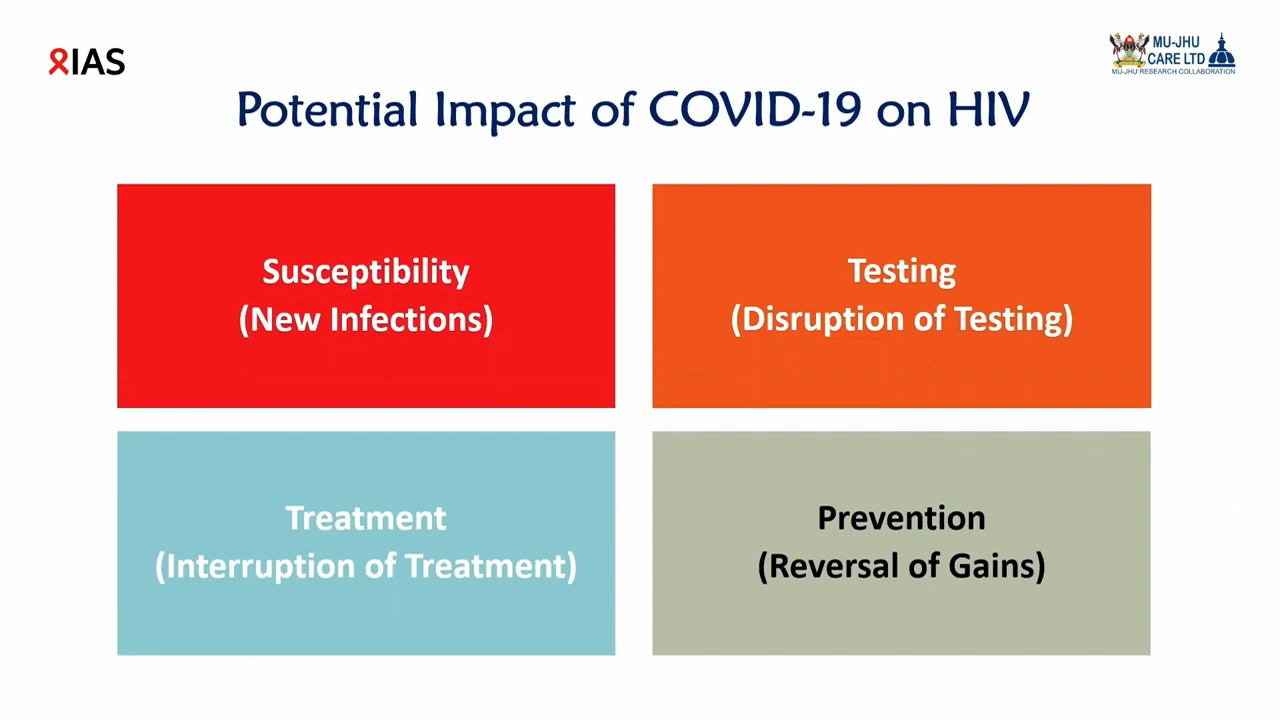 IAS
MU-JHU
CARE LTD
MU-JHU RESEARCH COLLABORATION
Potential Impact of COVID-19 on HIV
Susceptibility
(New Infections)
Testing
(Disruption of Testing)
Treatment
(Interruption of Treatment)
Prevention
(Reversal of Gains)